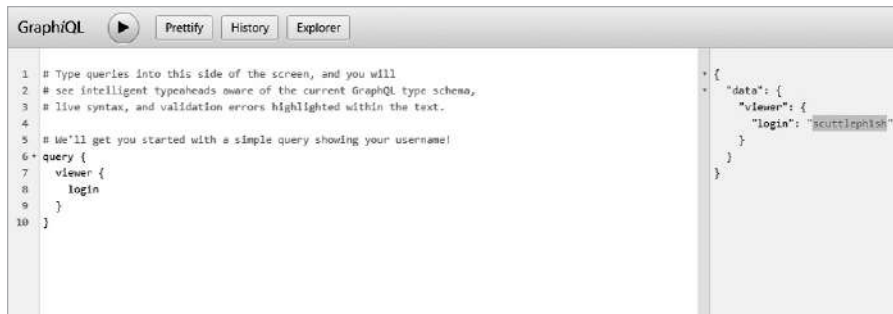 GraphiQL Prettify History Explorer
1 # Type queries into this side of the screen, and you will
2 # see intelligent typeaheads aware of the current GraphQL type schema,
3 # live syntax, and validation errors highlighted within the text.
4
5 # We'll get you started with a simple query showing your username!
6 query {
7 viewer {
8 login
9 }
10 }
{
"data": {
"viewer": {
"login": "scuttleph1sh"
}
}
}